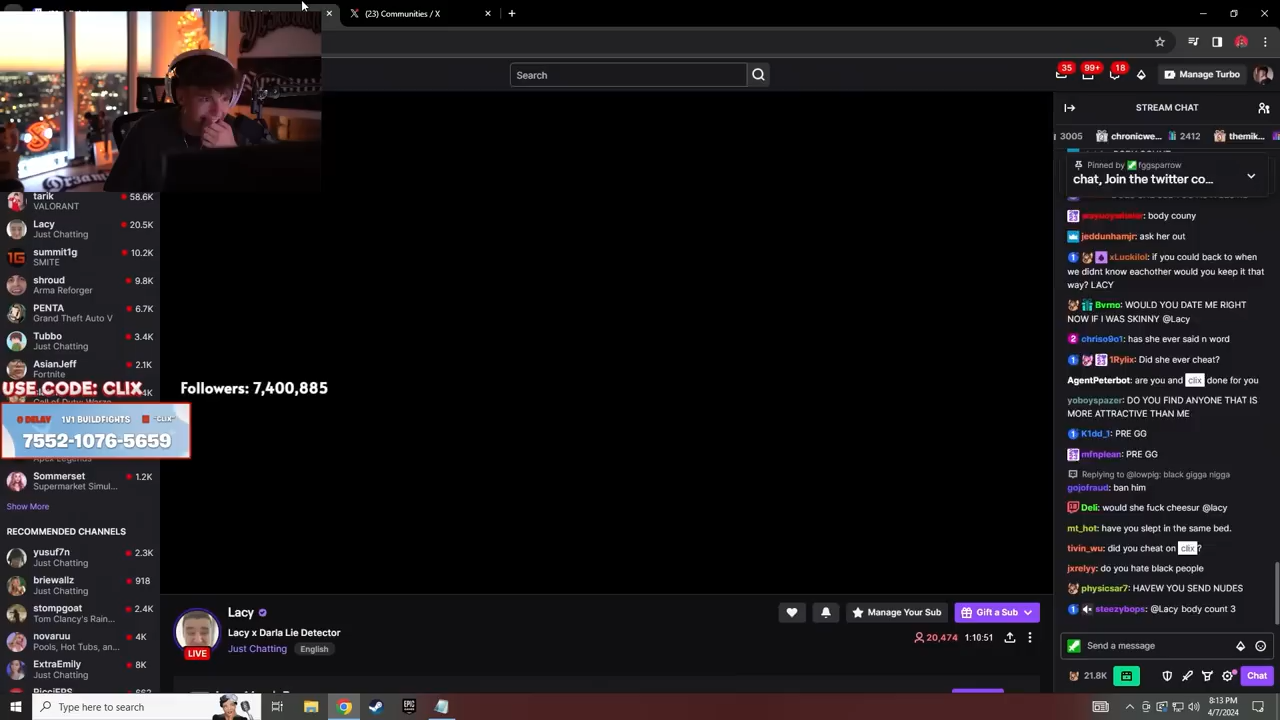 (23) Communities / X
Search
35
99+
18
Manage Turbo
STREAM CHAT
3005
chronicwe...
2412
themik...
Pinned by fggsparrow
chat, Join the twitter co...
: body couny
jeddunhamjr: ask her out
xLuckilol: if you could back to when
we didnt know eachother would you keep it that
way? LACY
Bvrno: WOULD YOU DATE ME RIGHT
NOW IF I WAS SKINNY @Lacy
chriso9o1: has she ever said n word
1Rylix: Did she ever cheat?
AgentPeterbot: are you and clix done for you
yoboyspazer: DO YOU FIND ANYONE THAT IS
MORE ATTRACTIVE THAN ME
K1dd_1: PRE GG
mfnplean: PRE GG
Replying to @lowpig: black gigga nigga
gojofraud: ban him
Deli: would she fuck cheesur @lacy
mt_hot: have you slept in the same bed.
tivin_wu: did you cheat on clix?
jxrelyy: do you hate black people
physicsar7: HAVEW YOU SEND NUDES
steezybops: @Lacy body count 3
Send a message
21.8K
Chat
tarik
58.6K
VALORANT
Lacy
20.5K
Just Chatting
summit1g
10.2K
SMITE
shroud
9.8K
Arma Reforger
PENTA
6.7K
Grand Theft Auto V
Tubbo
3.4K
Just Chatting
AsianJeff
2.1K
Fortnite
USE CODE: CLIX
Followers: 7,400,885
0 DELAY 1V1 BUILDFIGHTS "CLIX"
7552-1076-5659
Apex Legends
Sommerset
1.2K
Supermarket Simul...
Show More
RECOMMENDED CHANNELS
yusuf7n
2.3K
Just Chatting
briewallz
918
Just Chatting
stompgoat
2.4K
Tom Clancy's Rain...
novaruu
4K
Pools, Hot Tubs, an...
ExtraEmily
8K
Just Chatting
Lacy
Lacy x Darla Lie Detector
Just Chatting
English
LIVE
Manage Your Sub
Gift a Sub
20,474
1:10:51
Type here to search
8:13 PM
4/7/2024